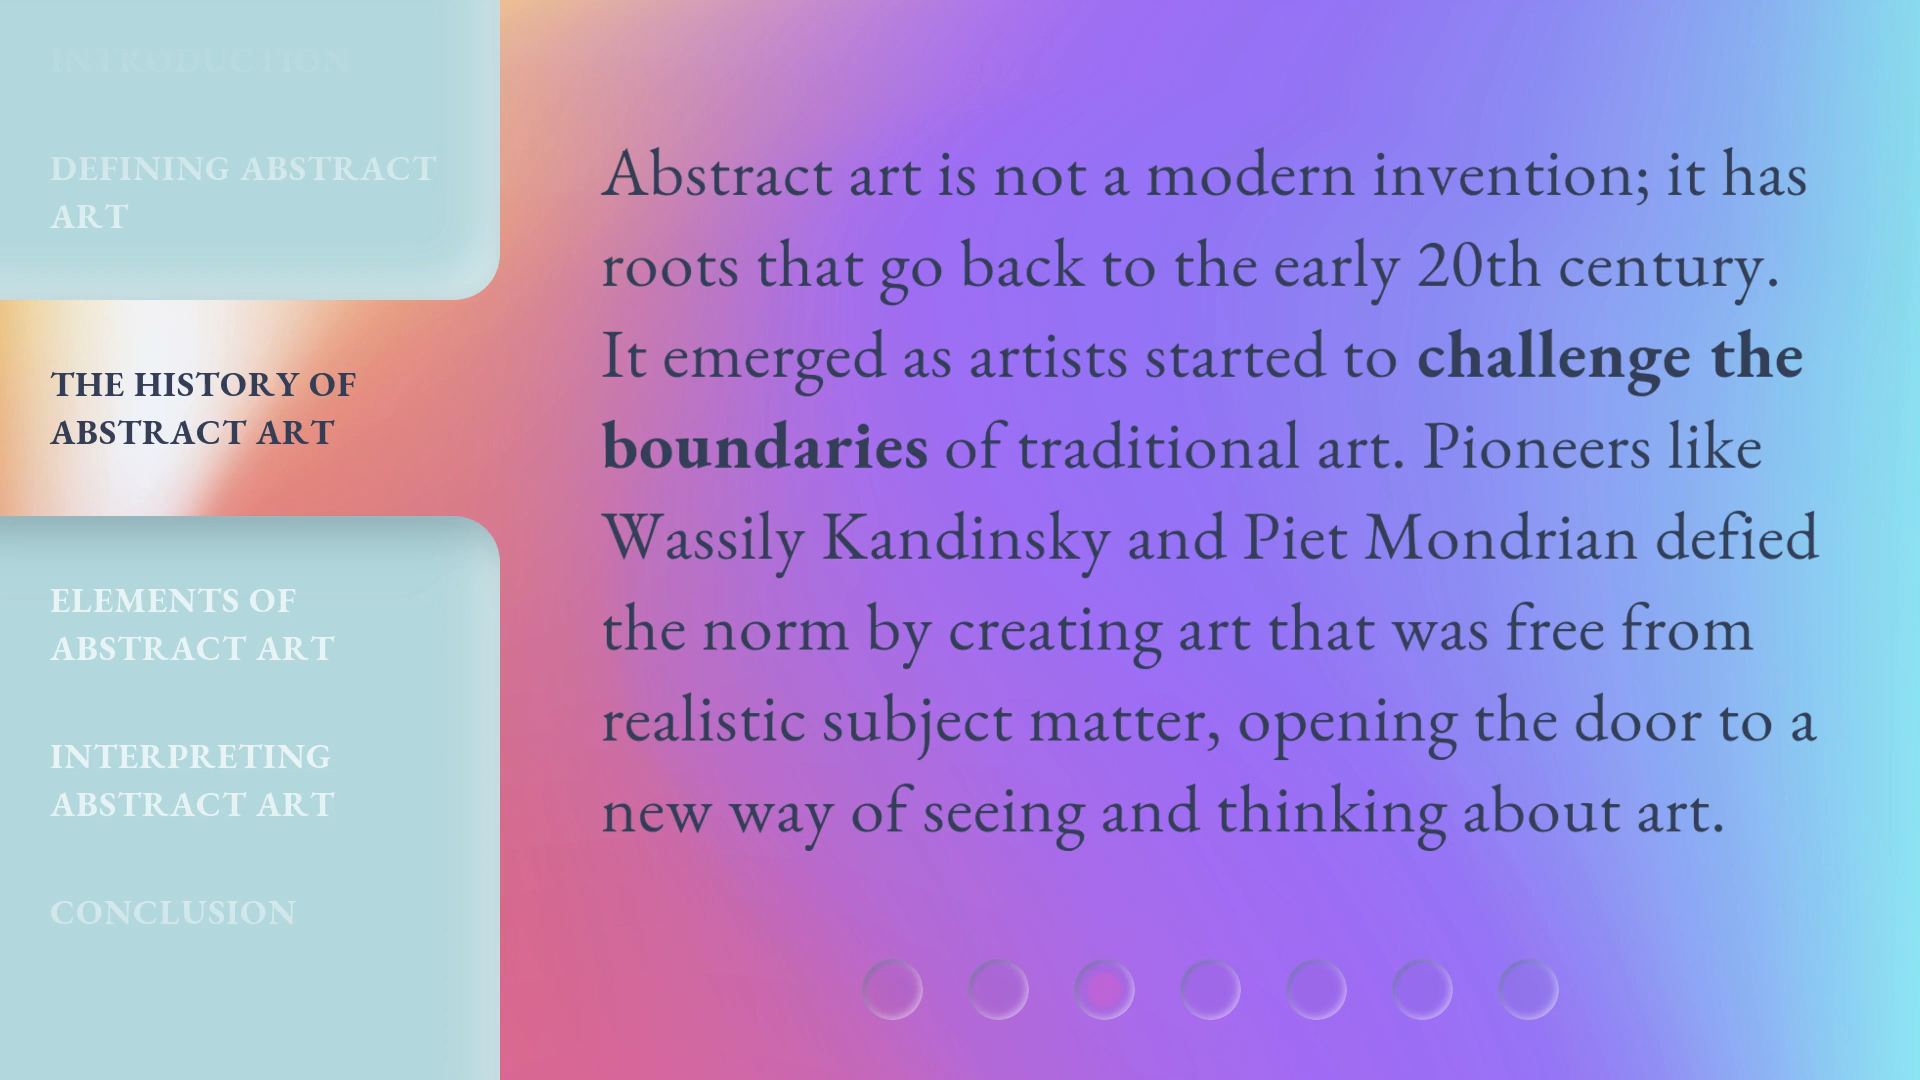 INTRODUCTION
DEFINING ABSTRACT
ART
THE HISTORY OF
ABSTRACT ART
ELEMENTS OF
ABSTRACT ART
INTERPRETING
ABSTRACT ART
CONCLUSION
Abstract art is not a modern invention; it has
roots that go back to the early 20th century.
It emerged as artists started to challenge the
boundaries of traditional art. Pioneers like
Wassily Kandinsky and Piet Mondrian defied
the norm by creating art that was free from
realistic subject matter, opening the door to a
new way of seeing and thinking about art.